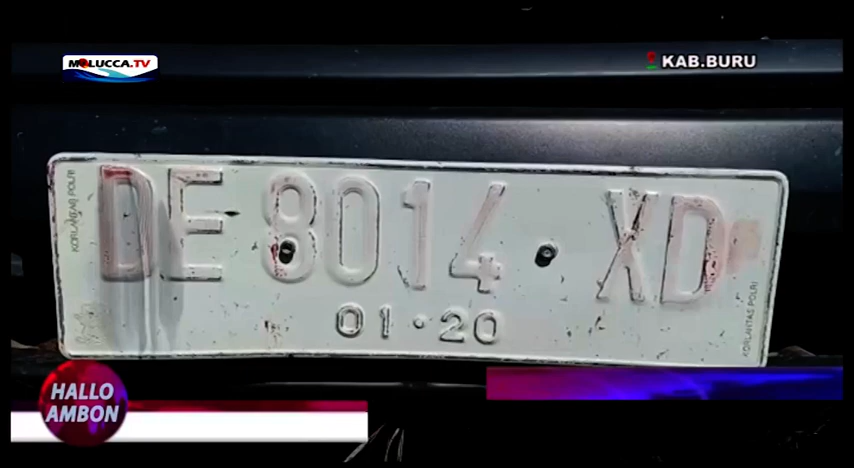 MOLUCCA.TV
KAB.BURU
KORLANTAS POLRI
DE 8014 XD
01·20
KORLANTAS POLRI
HALLO
AMBON